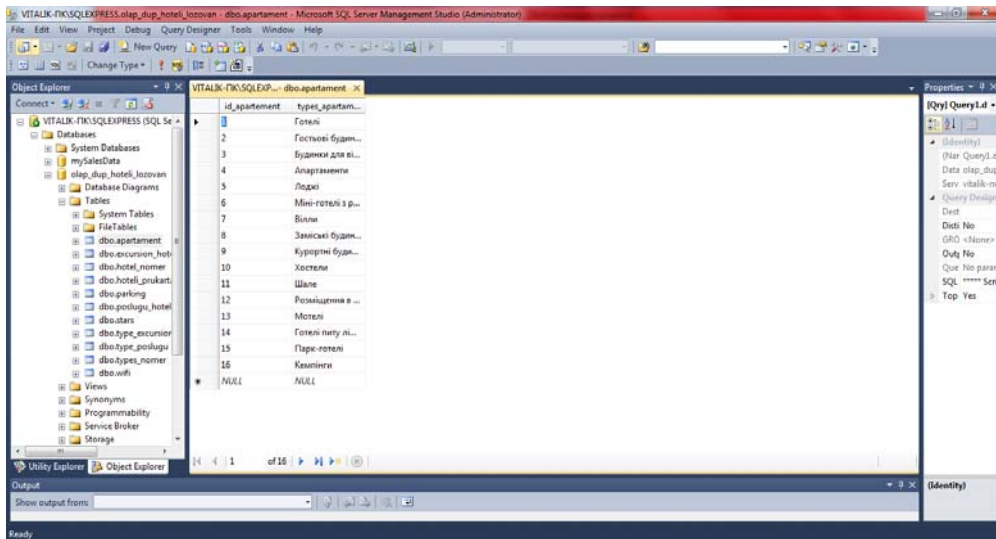 VITALIK-ПК\SQLEXPRESS.olap_dup_hoteli_lozovan - dbo.apartament - Microsoft SQL Server Management Studio (Administrator)
File Edit View Project Debug Query Designer Tools Window Help
New Query
Change Type
Object Explorer
VITALIK-ПК\SQLEXP...- dbo.apartament
Properties
Connect
[Qry] Query1.d
VITALIK-ПК\SQLEXPRESS (SQL Se
Databases
System Databases
mySalesData
olap_dup_hoteli_lozovan
Database Diagrams
Tables
System Tables
FileTables
dbo.apartament
dbo.excursion_hot
dbo.hotel_nomer
dbo.hoteli_prukart
dbo.parking
dbo.poslugu_hotel
dbo.stars
dbo.type_excursion
dbo.type_poslugu
dbo.types_nomer
dbo.wifi
Views
Synonyms
Programmability
Service Broker
Storage
Utility Explorer Object Explorer
id_apartement types_apartam...
1 Готелі
2 Гостьові будин...
3 Будинки для ві...
4 Апартаменти
5 Лоджі
6 Міні-готелі з р...
7 Вілли
8 Заміські будин...
9 Курортні буди...
10 Хостели
11 Шале
12 Розміщення в ...
13 Мотелі
14 Готелі типу лі...
15 Парк-готелі
16 Кемпінги
NULL NULL
1 of 16
(Identity)
(Nar Query1.d
Data olap_dup
Serv vitalik-п
Query Design
Dest
Disti No
GRO <None>
Outp No
Que No param
SQL ***** Sen
Top Yes
(Identity)
Output
Show output from:
Ready